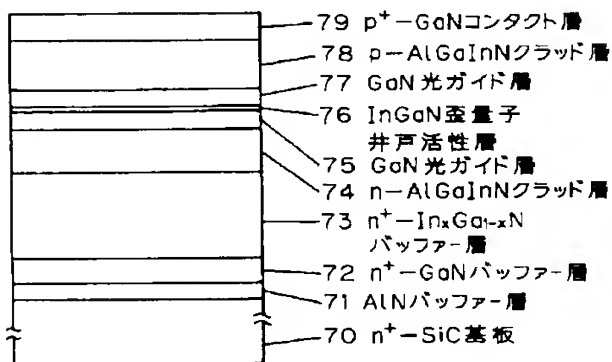 79 p⁺−GaNコンタクト層
78 p−AlGaInNクラッド層
77 GaN光ガイド層
76 InGaN歪量子
井戸活性層
75 GaN光ガイド層
74 n−AlGaInNクラッド層
73 n⁺−InₓGa₁₋ₓN
バッファー層
72 n⁺−GaNバッファー層
71 AlNバッファー層
70 n⁺−SiC基板